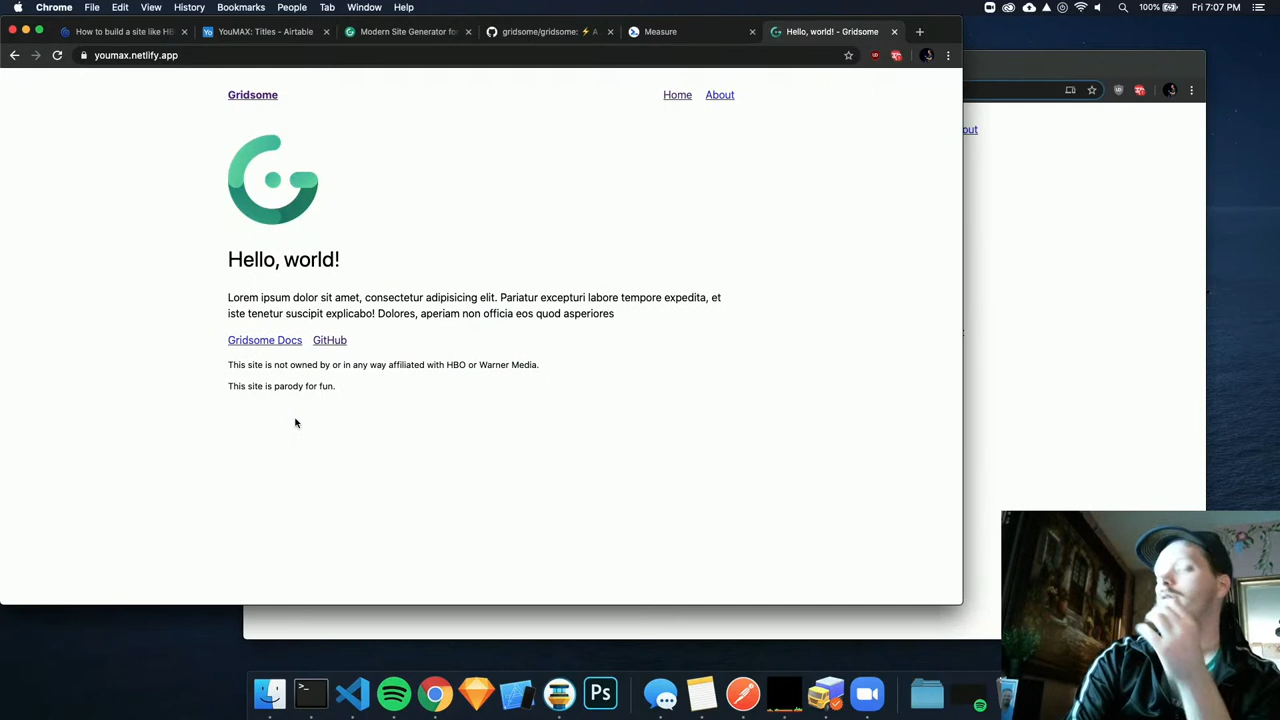 Chrome File Edit View History Bookmarks People Tab Window Help
100% Fri 7:07 PM
How to build a site like HB
YouMAX: Titles - Airtable
Modern Site Generator for
gridsome/gridsome: ⚡ A
Measure
Hello, world! - Gridsome
youmax.netlify.app
Gridsome
Home About
out
Hello, world!
Lorem ipsum dolor sit amet, consectetur adipisicing elit. Pariatur excepturi labore tempore expedita, et
iste tenetur suscipit explicabo! Dolores, aperiam non officia eos quod asperiores
Gridsome Docs GitHub
This site is not owned by or in any way affiliated with HBO or Warner Media.
This site is parody for fun.
Ps